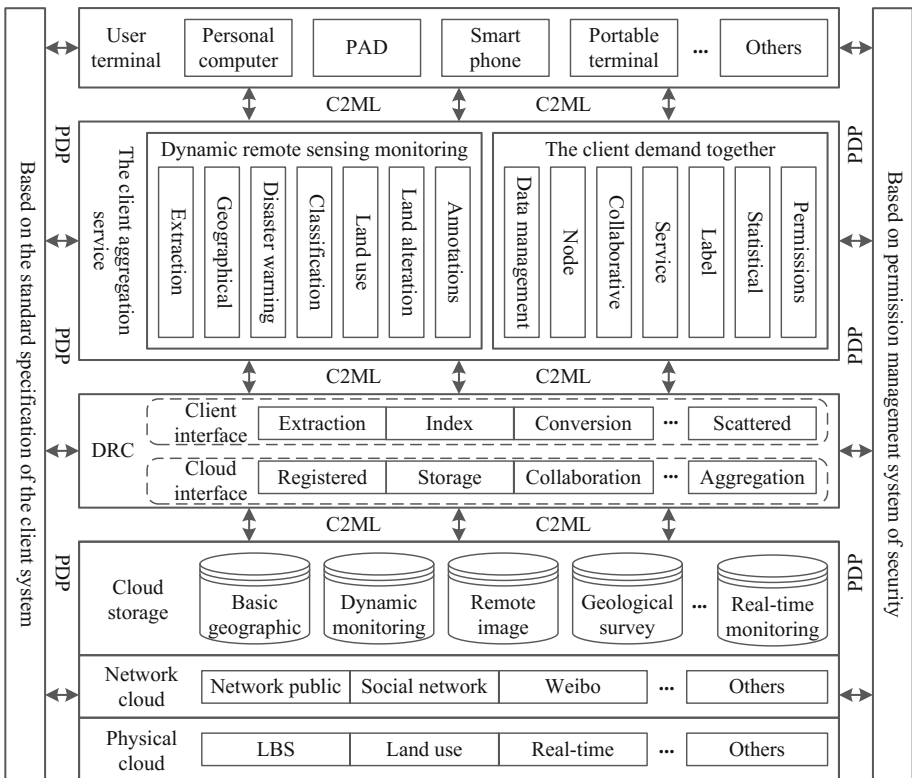 User
terminal
Personal
computer
PAD
Smart
phone
Portable
terminal
...
Others
C2ML
C2ML
PDP
PDP
Based on the standard specification of the client system
Based on permission management system of security
The client aggregation
service
Dynamic remote sensing monitoring
Extraction
Geographical
Disaster warning
Classification
Land use
Land alteration
Annotations
The client demand together
Data management
Node
Collaborative
Service
Label
Statistical
Permissions
PDP
PDP
C2ML
C2ML
DRC
Client
interface
Extraction
Index
Conversion
...
Scattered
Cloud
interface
Registered
Storage
Collaboration
...
Aggregation
C2ML
C2ML
PDP
PDP
Cloud
storage
Basic
geographic
Dynamic
monitoring
Remote
image
Geological
survey
...
Real-time
monitoring
Network
cloud
Network public
Social network
Weibo
...
Others
Physical
cloud
LBS
Land use
Real-time
...
Others